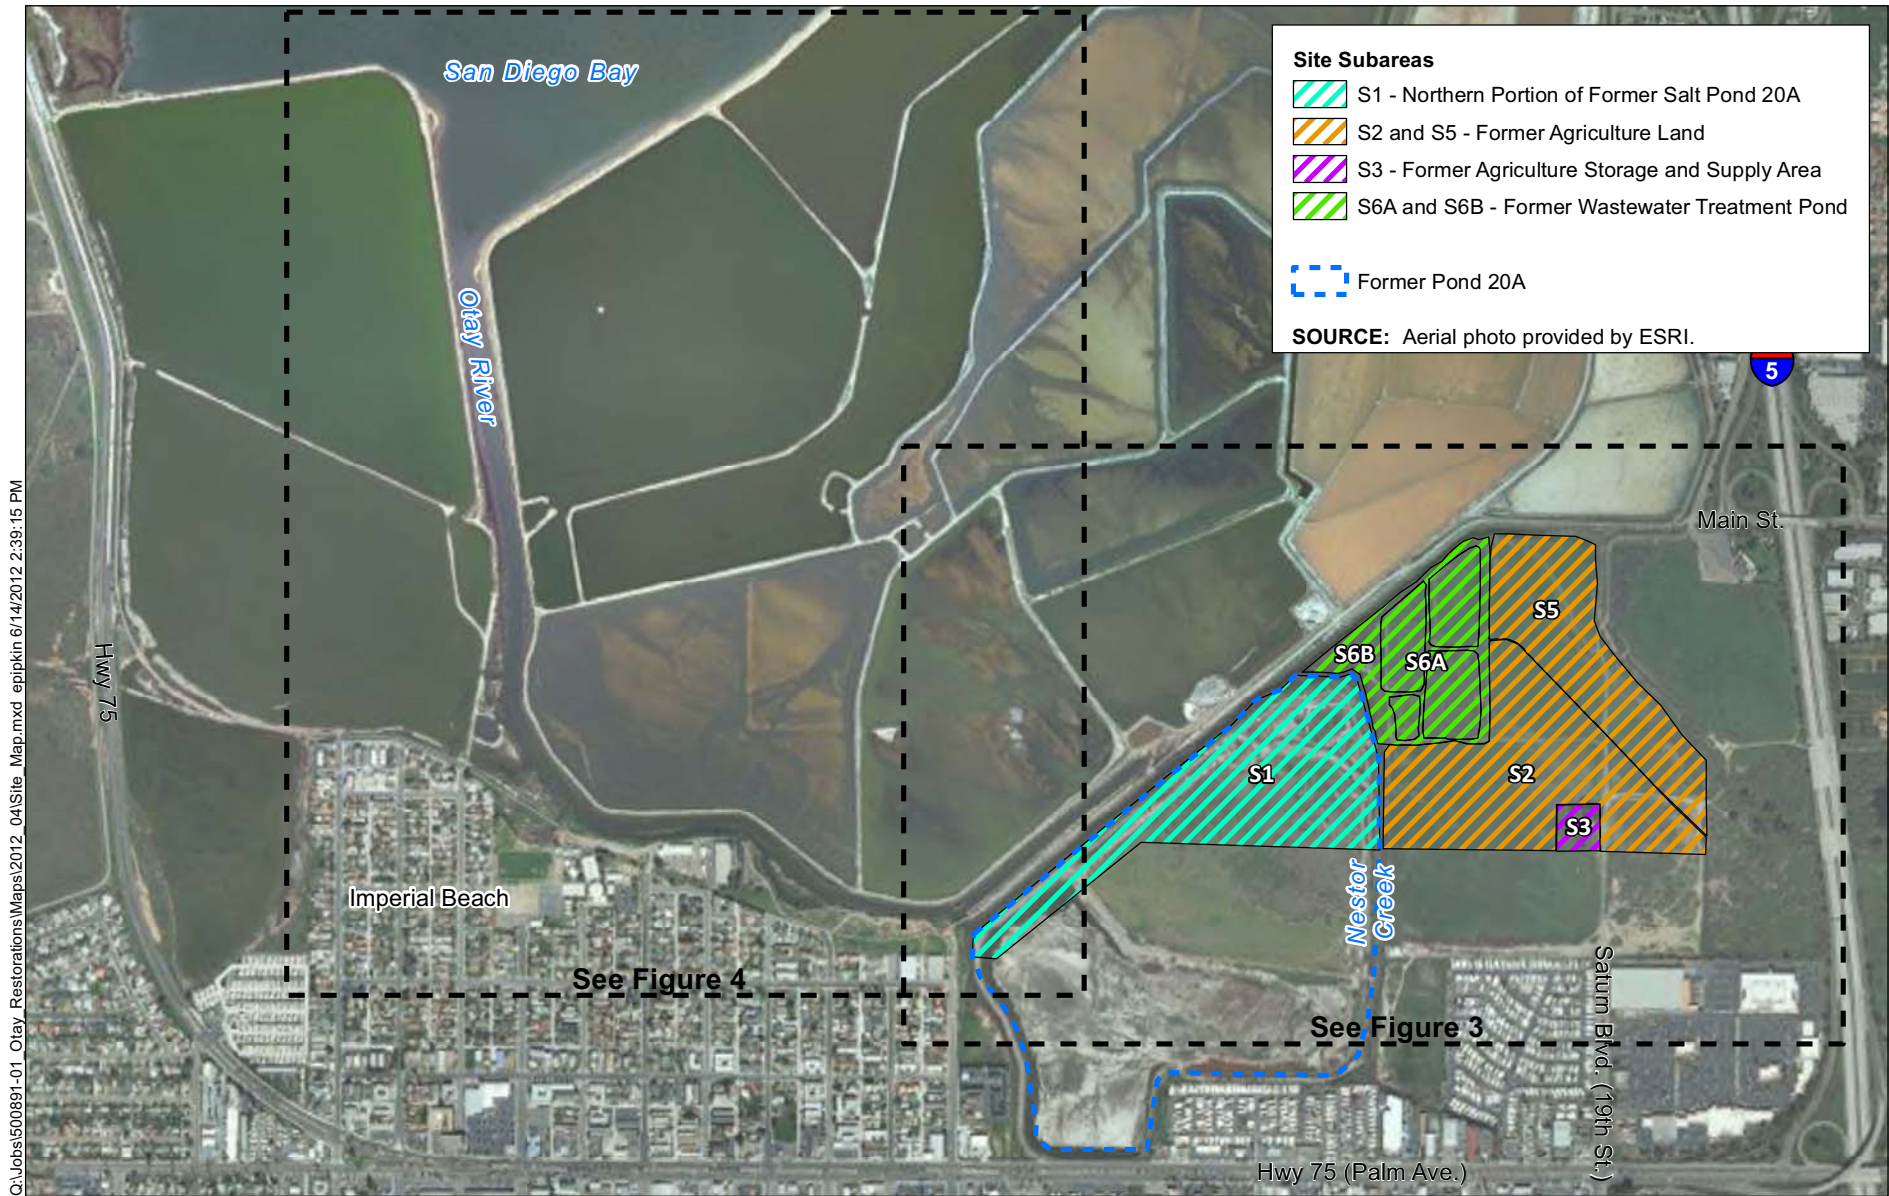 San Diego Bay
Site Subareas
S1 - Northern Portion of Former Salt Pond 20A
S2 and S5 - Former Agriculture Land
S3 - Former Agriculture Storage and Supply Area
S6A and S6B - Former Wastewater Treatment Pond
Former Pond 20A
SOURCE: Aerial photo provided by ESRI.
5
Otay River
Main St.
S5
S6B
S6A
Hwy 75
S1
S2
S3
Imperial Beach
Nestor
Creek
See Figure 4
See Figure 3
Saturn Blvd. (19th St.)
Hwy 75 (Palm Ave.)
Q:\Jobs\500891-01_Otay_Restorations\Maps\2012_04\Site_Map.mxd epipkin 6/14/2012 2:39:15 PM